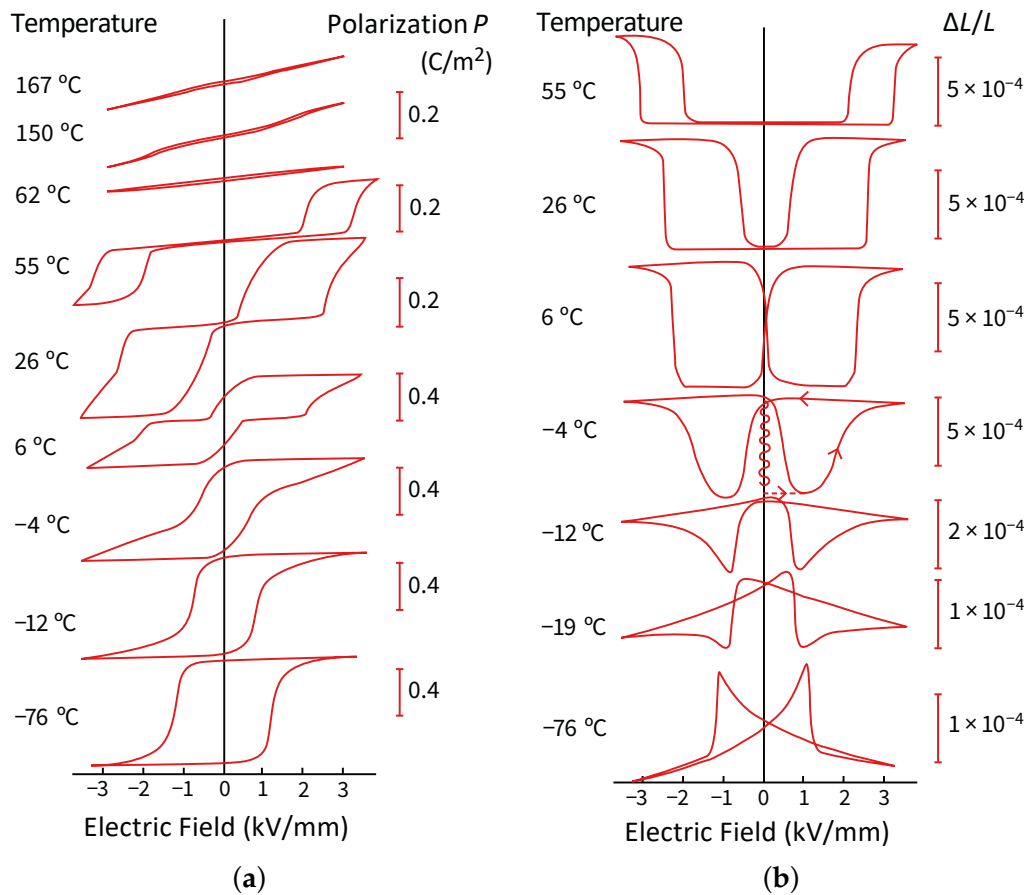 Temperature
Polarization P
(C/m²)
167 °C
150 °C
62 °C
55 °C
26 °C
6 °C
−4 °C
−12 °C
−76 °C
0.2
0.2
0.2
0.4
0.4
0.4
0.4
−3 −2 −1 0 1 2 3
Electric Field (kV/mm)
(a)
Temperature
ΔL/L
55 °C
26 °C
6 °C
−4 °C
−12 °C
−19 °C
−76 °C
5 × 10⁻⁴
5 × 10⁻⁴
5 × 10⁻⁴
5 × 10⁻⁴
2 × 10⁻⁴
1 × 10⁻⁴
1 × 10⁻⁴
−3 −2 −1 0 1 2 3
Electric Field (kV/mm)
(b)